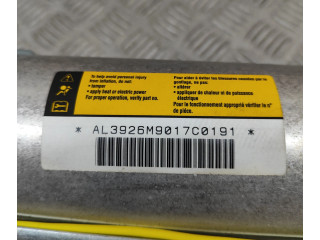 To help avoid personal injury
from inflation, do not:
• tamper
• apply heat or electric power
For proper operation, verify part no.
Pour aider à éviter les blessures causées par
le gonflage, ne pas:
• altérer
• appliquer de chaleur ni de puissance
électrique
Pour le fonctionnement approprié vérifier le n°
de pièce.
* AL3926M9017C0191 *